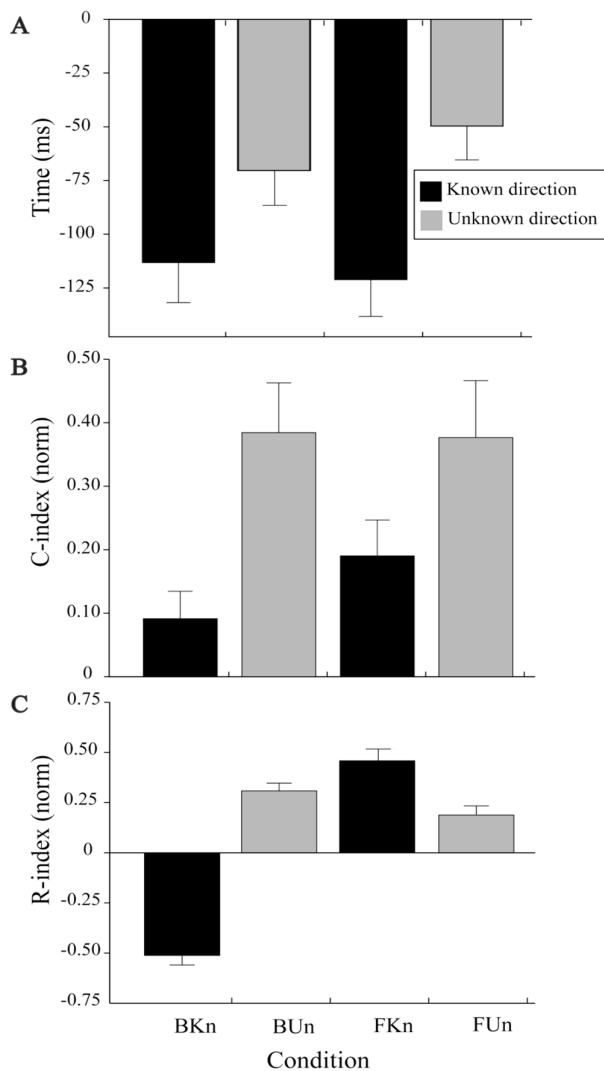 A
Time (ms)
0
-25
-50
-75
-100
-125
Known direction
Unknown direction
B
C-index (norm)
0.50
0.40
0.30
0.20
0.10
0
C
R-index (norm)
0.75
0.50
0.25
0
-0.25
-0.50
-0.75
BKn BUn FKn FUn
Condition